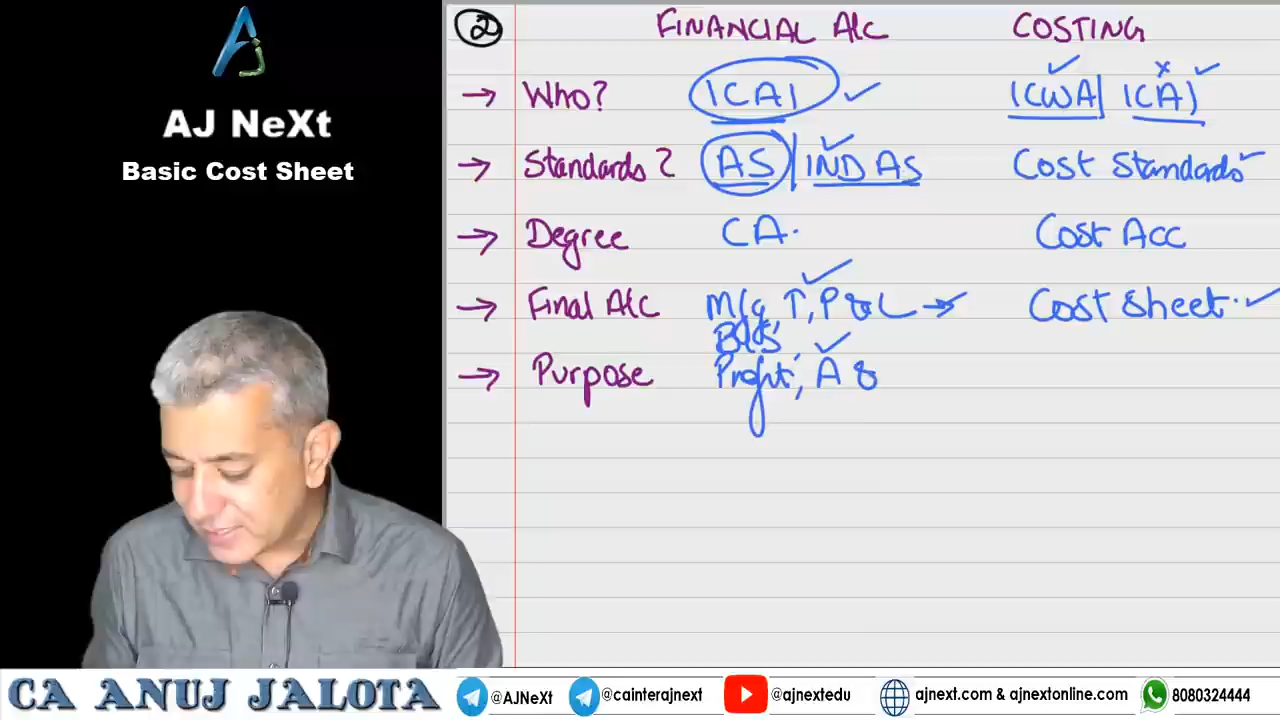 AJ NeXt
Basic Cost Sheet
② FINANCIAL A/C COSTING
→ Who? ICAI ✓ ICWA| ICAI
→ Standards? AS | IND AS Cost Standards
→ Degree CA. Cost Acc
→ Final A/C Mfg T, P & L → Cost Sheet.
B/S
→ Purpose Profit, A &
CA ANUJ JALOTA @AJNeXt @cainterajnext @ajnextedu ajnext.com & ajnextonline.com 8080324444